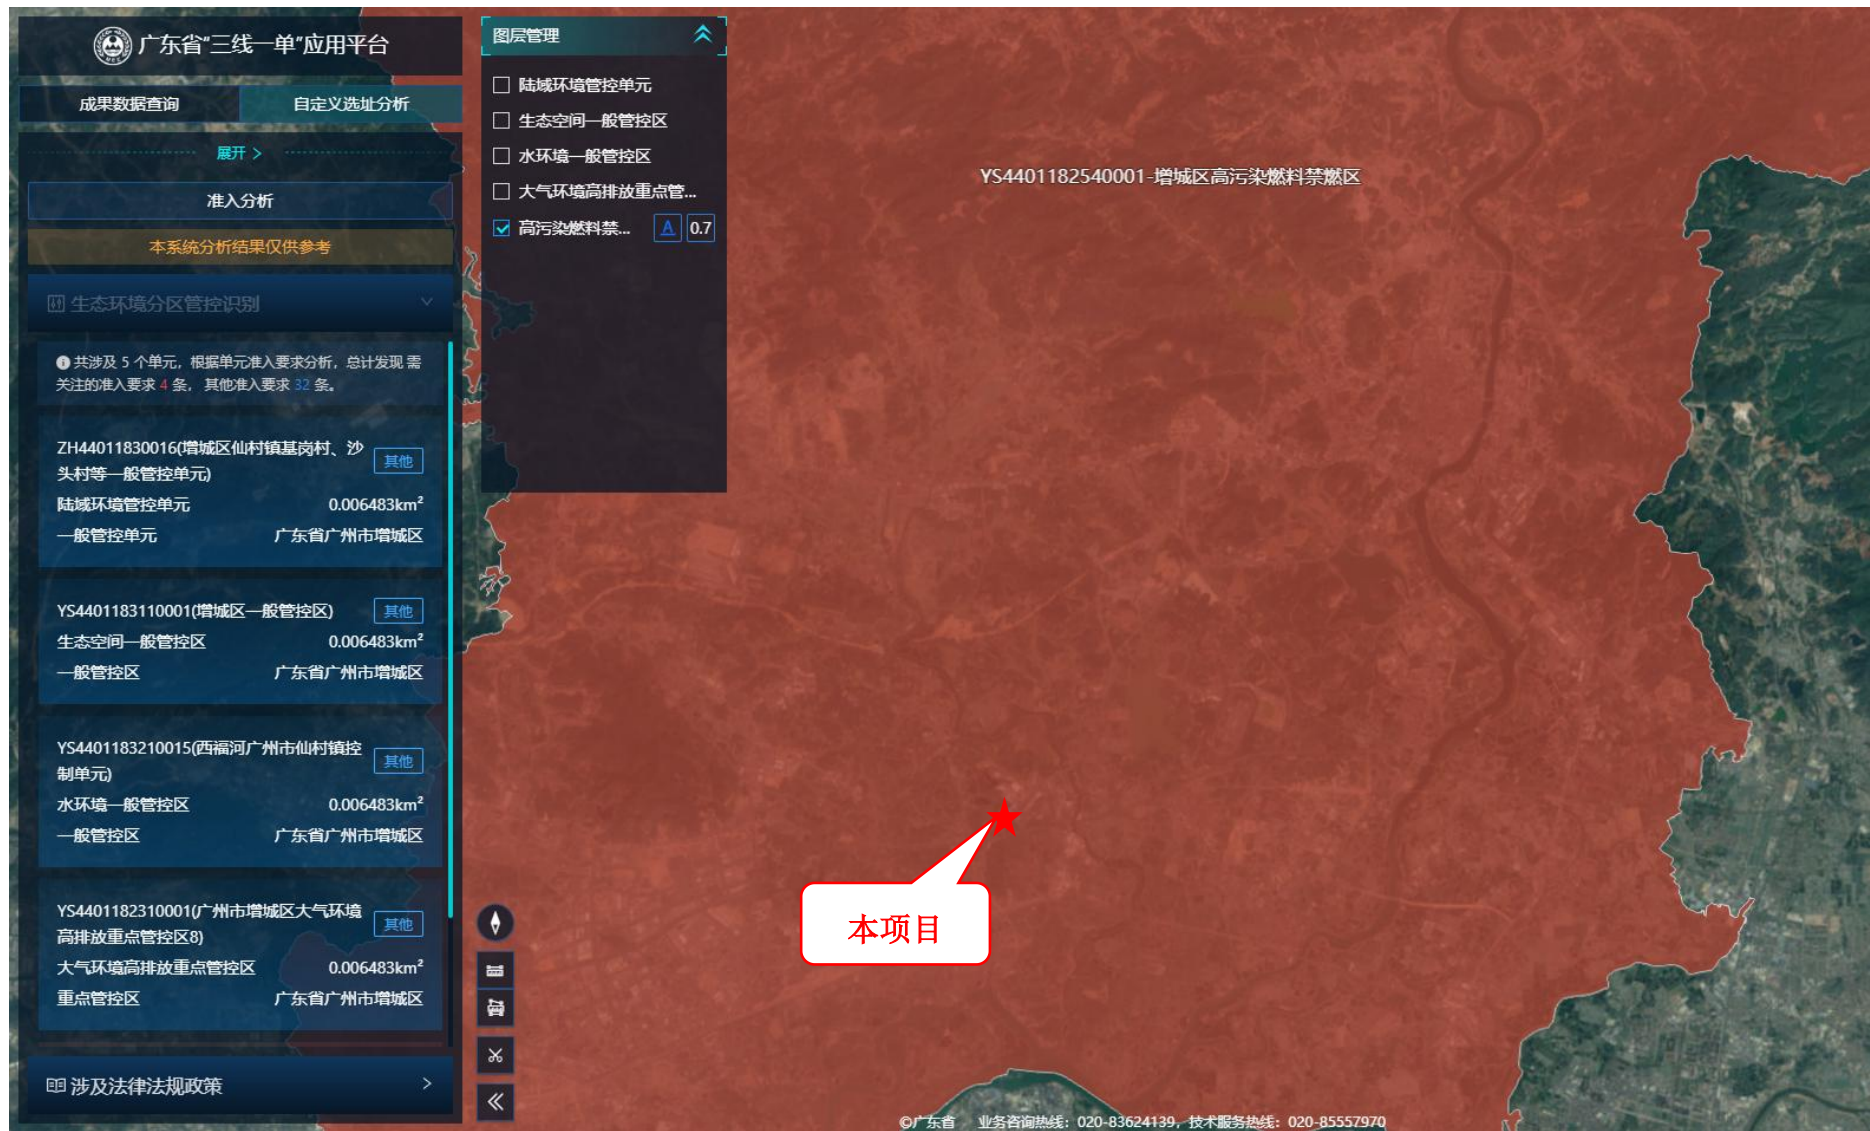 广东省"三线一单"应用平台
成果数据查询
自定义选址分析
展开 >
准入分析
本系统分析结果仅供参考
生态环境分区管控识别
共涉及 5 个单元，根据单元准入要求分析，总计发现 需
关注的准入要求 4 条， 其他准入要求 32 条。
ZH44011830016(增城区仙村镇基岗村、沙
头村等一般管控单元)
其他
陆域环境管控单元 0.006483km²
一般管控单元 广东省广州市增城区
YS4401183110001(增城区一般管控区)
其他
生态空间一般管控区 0.006483km²
一般管控区 广东省广州市增城区
YS4401183210015(西福河广州市仙村镇控
制单元)
其他
水环境一般管控区 0.006483km²
一般管控区 广东省广州市增城区
YS4401182310001(广州市增城区大气环境
高排放重点管控区8)
其他
大气环境高排放重点管控区 0.006483km²
重点管控区 广东省广州市增城区
涉及法律法规政策 >
图层管理
陆域环境管控单元
生态空间一般管控区
水环境一般管控区
大气环境高排放重点管...
高污染燃料禁... A 0.7
YS4401182540001-增城区高污染燃料禁燃区
本项目
©广东省 业务咨询热线：020-83624139，技术服务热线：020-85557970